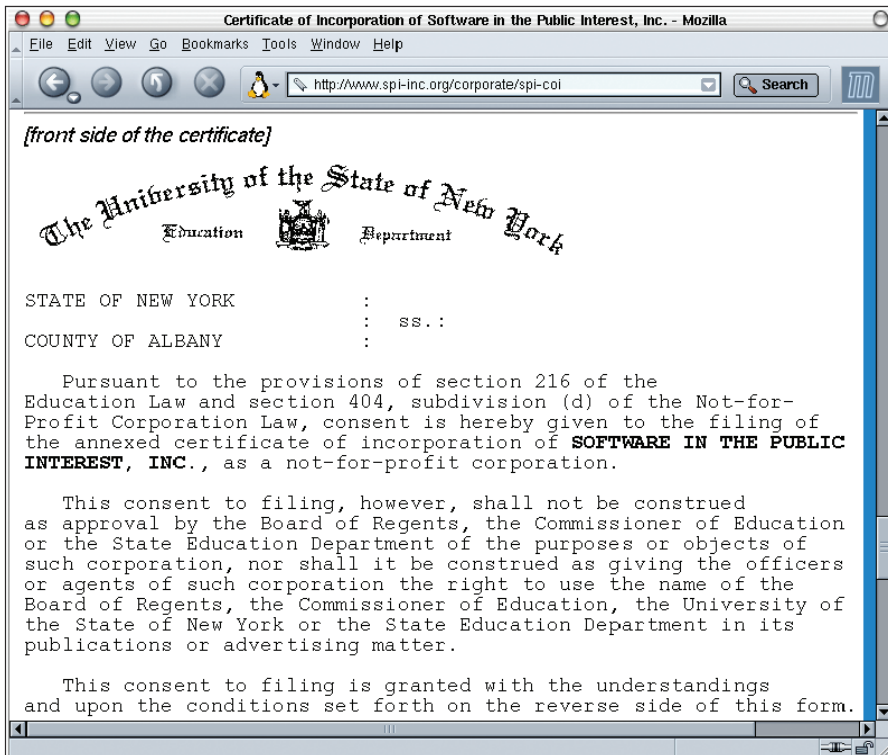 Certificate of Incorporation of Software in the Public Interest, Inc. - Mozilla
File Edit View Go Bookmarks Tools Window Help
http://www.spi-inc.org/corporate/spi-coi Search
[front side of the certificate]
The University of the State of New York
Education Department
STATE OF NEW YORK :
: ss.:
COUNTY OF ALBANY :
Pursuant to the provisions of section 216 of the
Education Law and section 404, subdivision (d) of the Not-for-
Profit Corporation Law, consent is hereby given to the filing of
the annexed certificate of incorporation of SOFTWARE IN THE PUBLIC
INTEREST, INC., as a not-for-profit corporation.
This consent to filing, however, shall not be construed
as approval by the Board of Regents, the Commissioner of Education
or the State Education Department of the purposes or objects of
such corporation, nor shall it be construed as giving the officers
or agents of such corporation the right to use the name of the
Board of Regents, the Commissioner of Education, the University of
the State of New York or the State Education Department in its
publications or advertising matter.
This consent to filing is granted with the understandings
and upon the conditions set forth on the reverse side of this form.